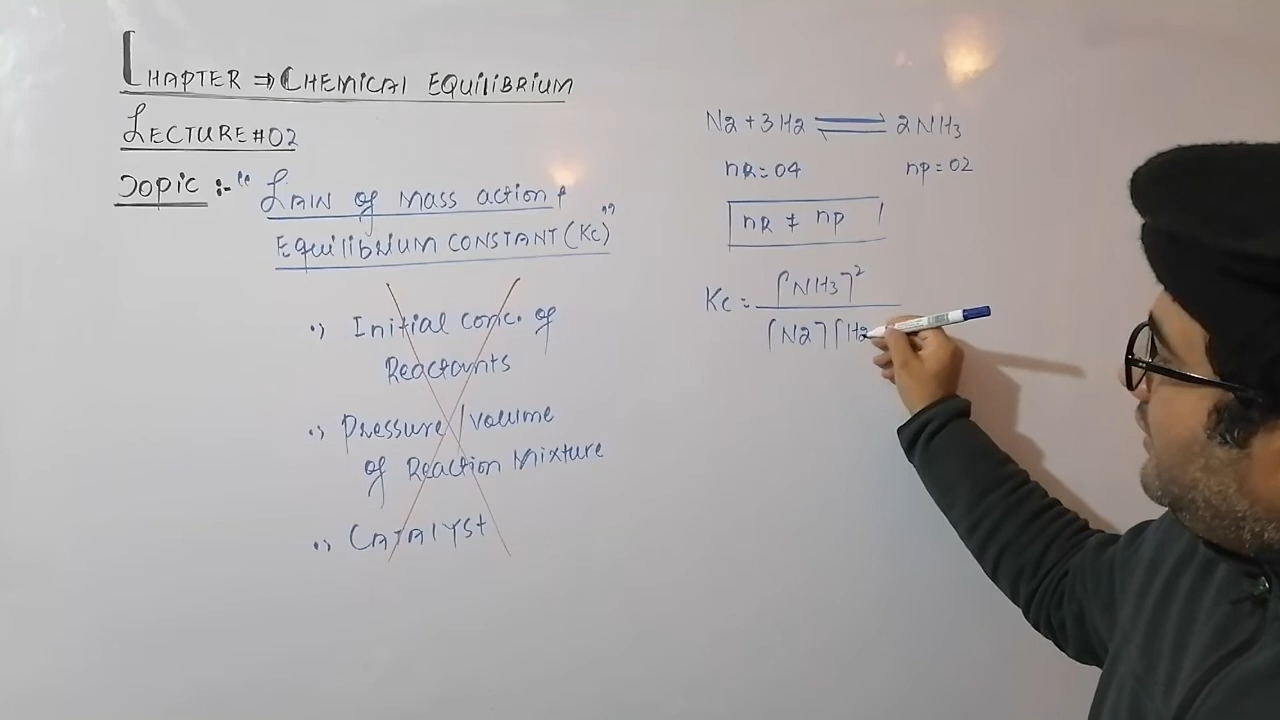 CHAPTER ⇒ CHEMICAL EQUILIBRIUM
LECTURE #02
TOPIC :- "LAW OF MASS ACTION &
EQUILIBRIUM CONSTANT (Kc)"
Initial conc. of
Reactants
Pressure/volume
of Reaction Mixture
CATALYST
N2 + 3H2 ⇌ 2NH3
nR = 04 nP = 02
nR ≠ nP
Kc = [NH3]²
[N2] [H2